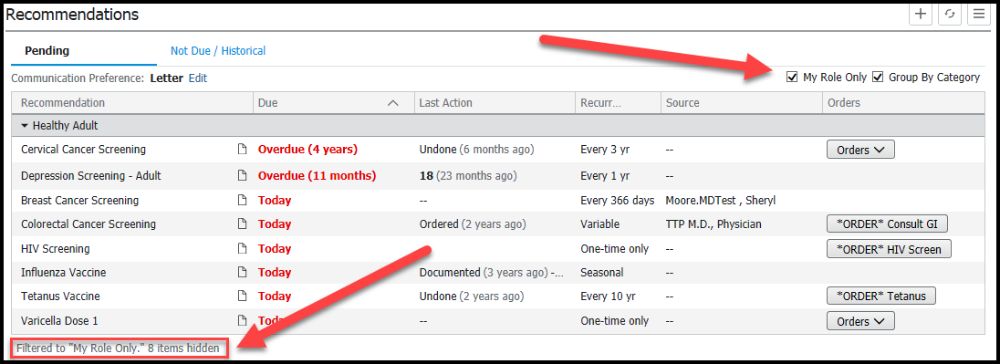 Recommendations
Pending Not Due / Historical
Communication Preference: Letter Edit My Role Only Group By Category
Recommendation Due Last Action Recurr... Source Orders
Healthy Adult
Cervical Cancer Screening Overdue (4 years) Undone (6 months ago) Every 3 yr -- Orders
Depression Screening - Adult Overdue (11 months) 18 (23 months ago) Every 1 yr --
Breast Cancer Screening Today -- Every 366 days Moore.MDTest , Sheryl
Colorectal Cancer Screening Today Ordered (2 years ago) Variable TTP M.D., Physician *ORDER* Consult GI
HIV Screening Today One-time only -- *ORDER* HIV Screen
Influenza Vaccine Today Documented (3 years ago) -... Seasonal --
Tetanus Vaccine Today Undone (2 years ago) Every 10 yr -- *ORDER* Tetanus
Varicella Dose 1 Today -- One-time only -- Orders
Filtered to "My Role Only." 8 items hidden